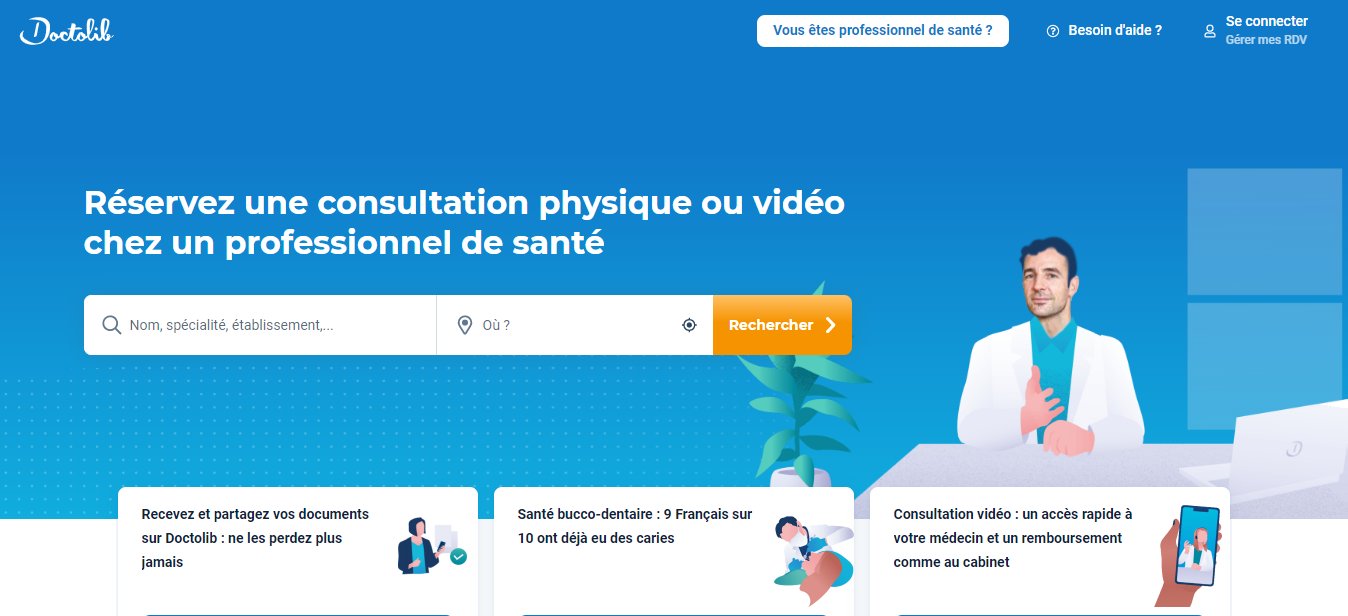 Doctolib
Vous êtes professionnel de santé ?
Besoin d'aide ?
Se connecter
Gérer mes RDV
Réservez une consultation physique ou vidéo
chez un professionnel de santé
Nom, spécialité, établissement,...
Où ?
Rechercher
Recevez et partagez vos documents
sur Doctolib : ne les perdez plus
jamais
Santé bucco-dentaire : 9 Français sur
10 ont déjà eu des caries
Consultation vidéo : un accès rapide à
votre médecin et un remboursement
comme au cabinet